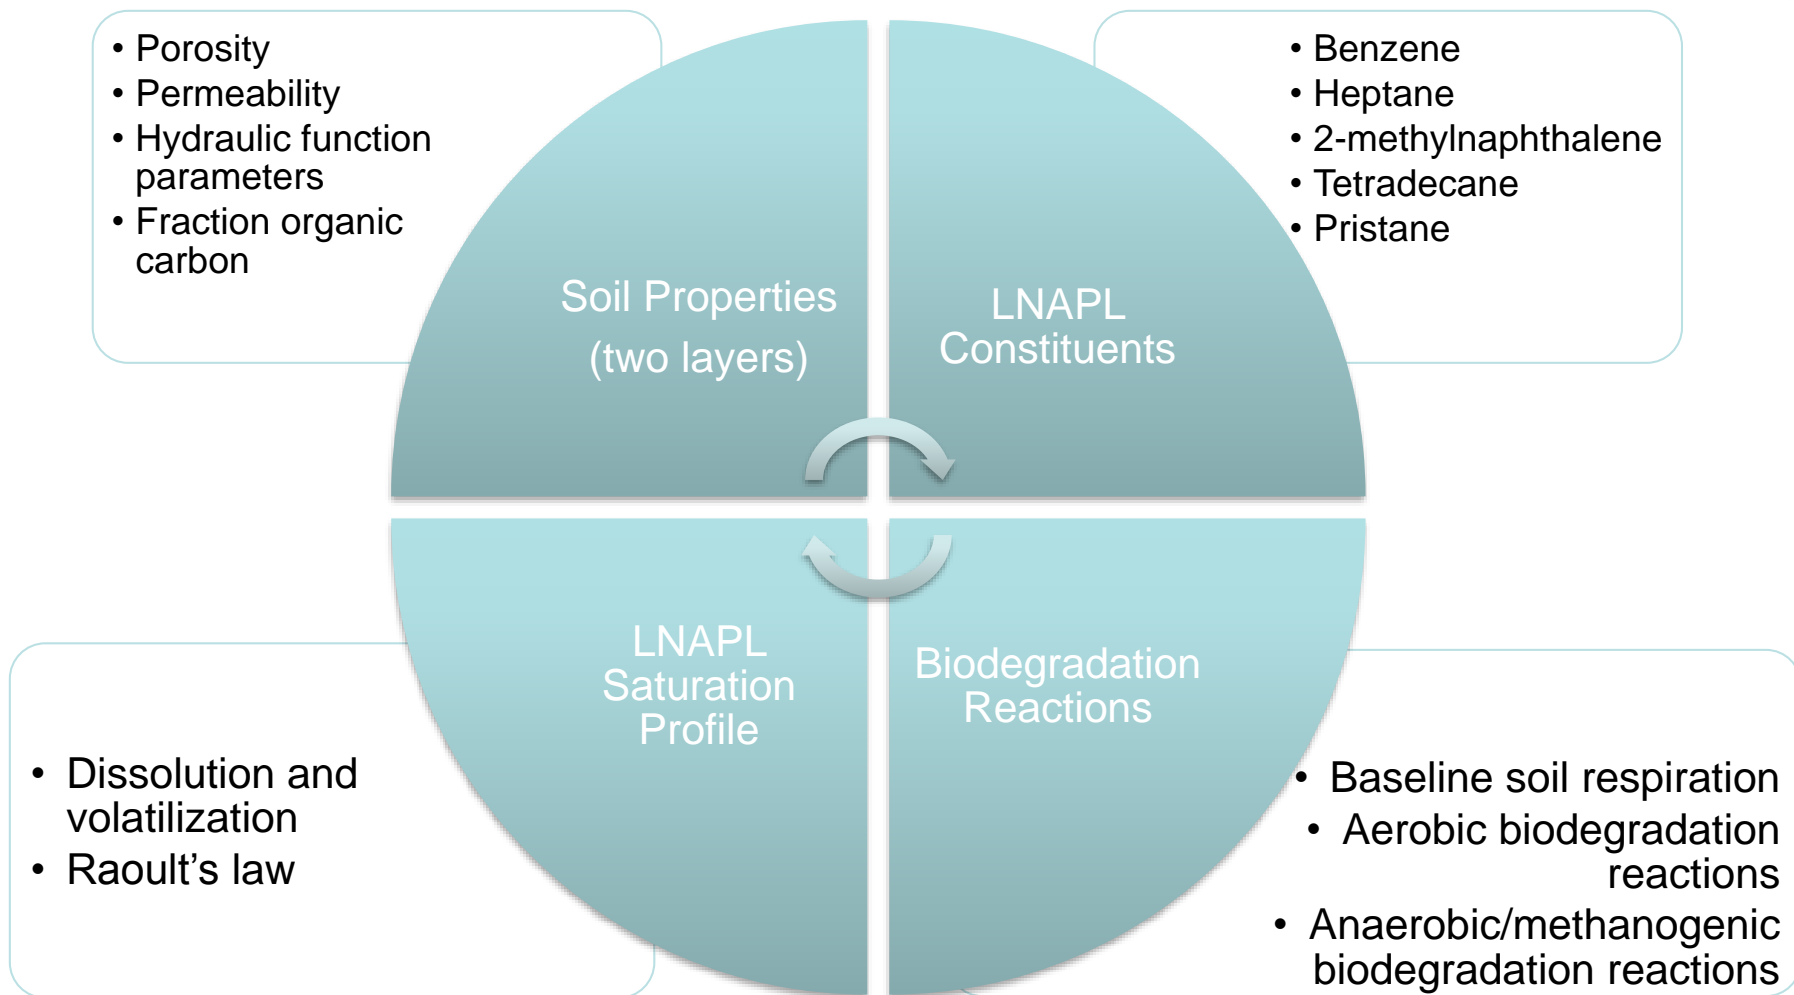 • Porosity
• Permeability
• Hydraulic function
parameters
• Fraction organic
carbon
• Benzene
• Heptane
• 2-methylnaphthalene
• Tetradecane
• Pristane
Soil Properties
(two layers)
LNAPL
Constituents
LNAPL
Saturation
Profile
Biodegradation
Reactions
• Dissolution and
volatilization
• Raoult’s law
• Baseline soil respiration
• Aerobic biodegradation
reactions
• Anaerobic/methanogenic
biodegradation reactions